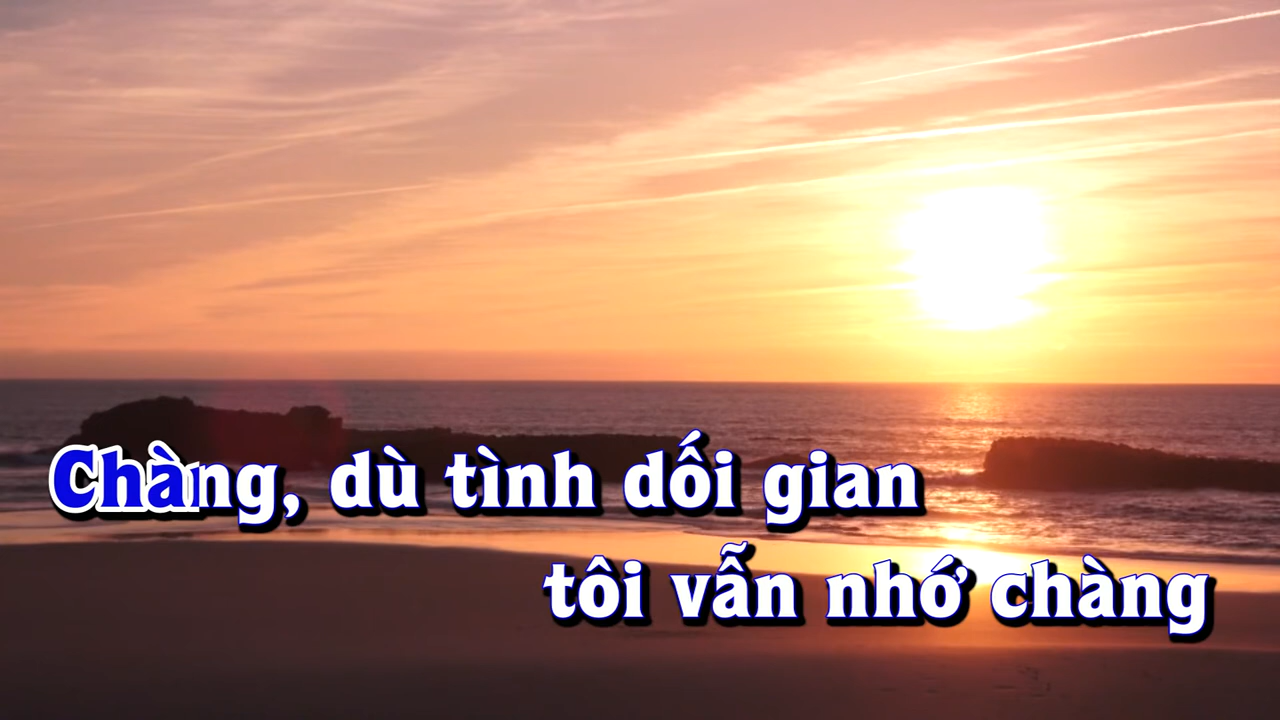 Chàng, dù tình dối gian
tôi vẫn nhớ chàng